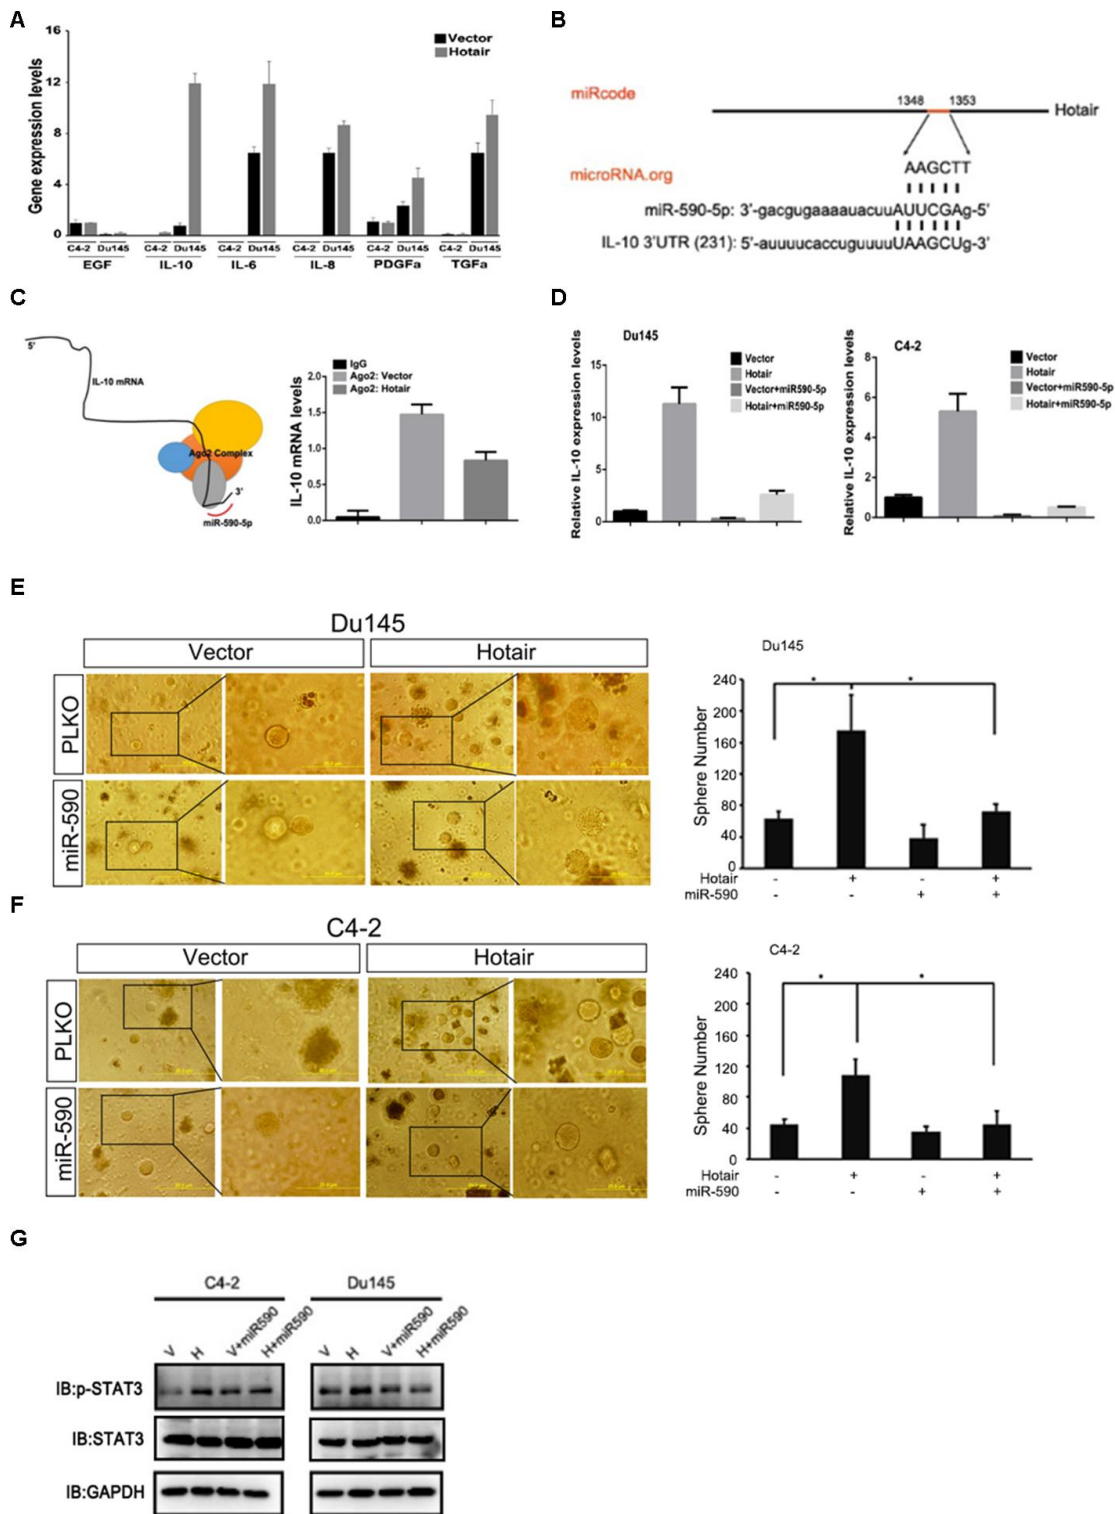 A
16
12
8
4
0
Gene expression levels
Vector
Hotair
C4-2 Du145 C4-2 Du145 C4-2 Du145 C4-2 Du145 C4-2 Du145 C4-2 Du145
EGF IL-10 IL-6 IL-8 PDGFa TGFa
B
miRcode
1348 1353
Hotair
AAGCTT
microRNA.org
miR-590-5p: 3'-gacgugaaaauacuuAUUCGAg-5'
IL-10 3'UTR (231): 5'-auuuucaccuguuuuUAAGCUg-3'
C
5'
IL-10 mRNA
Ago2 Complex
3'
miR-590-5p
IgG
Ago2: Vector
Ago2: Hotair
2.0
1.5
1.0
0.5
0.0
IL-10 mRNA levels
D
Du145
15
10
5
0
Relative IL-10 expression levels
Vector
Hotair
Vector+miR590-5p
Hotair+miR590-5p
C4-2
8
6
4
2
0
Relative IL-10 expression levels
Vector
Hotair
Vector+miR590-5p
Hotair+miR590-5p
E
Du145
Vector Hotair
PLKO
miR-590
Du145
240
200
160
120
80
40
0
Sphere Number
* *
Hotair - + - +
miR-590 - - + +
F
C4-2
Vector Hotair
PLKO
miR-590
C4-2
240
200
160
120
80
40
0
Sphere Number
* *
Hotair - + - +
miR-590 - - + +
G
C4-2 Du145
V H V+miR590 H+miR590 V H V+miR590 H+miR590
IB:p-STAT3
IB:STAT3
IB:GAPDH